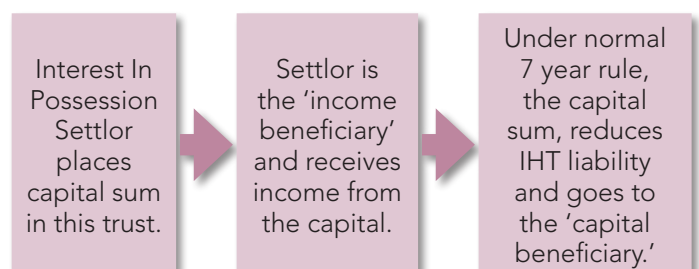 Interest In
Possession
Settlor
places
capital sum
in this trust.
Settlor is
the ‘income
beneficiary’
and receives
income from
the capital.
Under normal
7 year rule,
the capital
sum, reduces
IHT liability
and goes to
the ‘capital
beneficiary.’